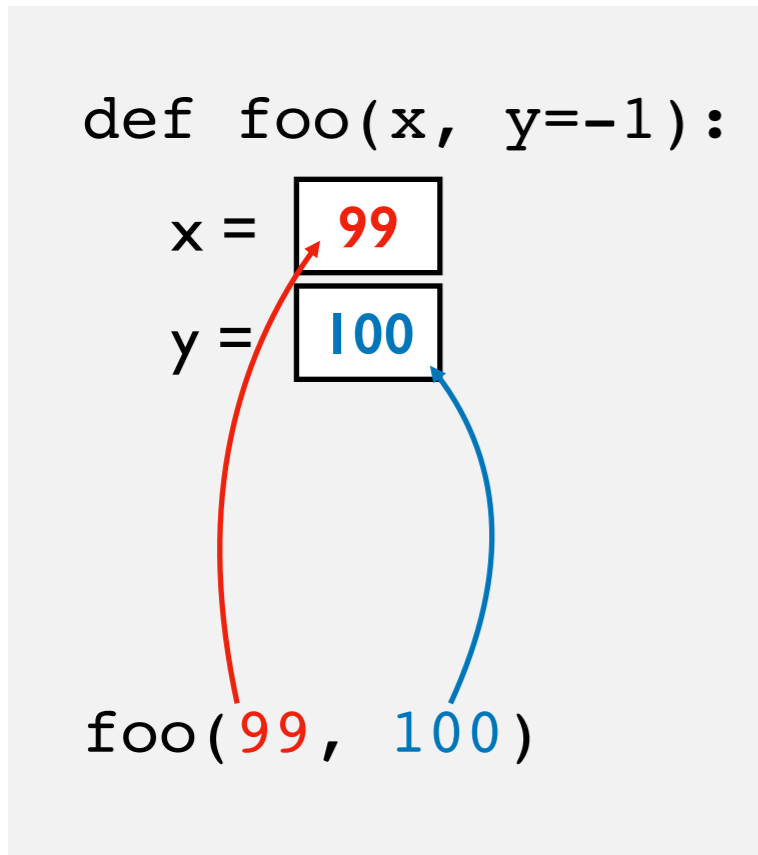 def foo(x, y=-1):
x = 99
y = 100
foo(99, 100)